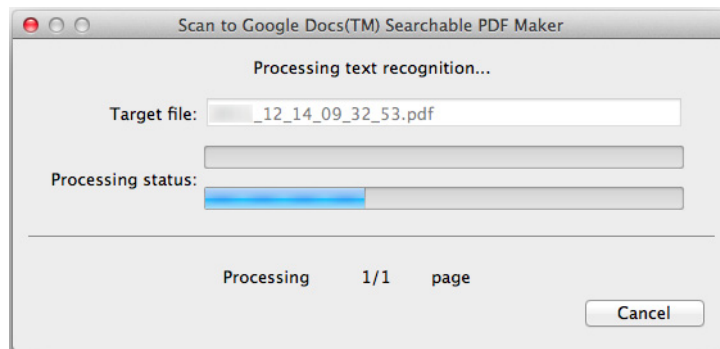 Scan to Google Docs(TM) Searchable PDF Maker
Processing text recognition...
Target file: _12_14_09_32_53.pdf
Processing status:
Processing 1/1 page
Cancel